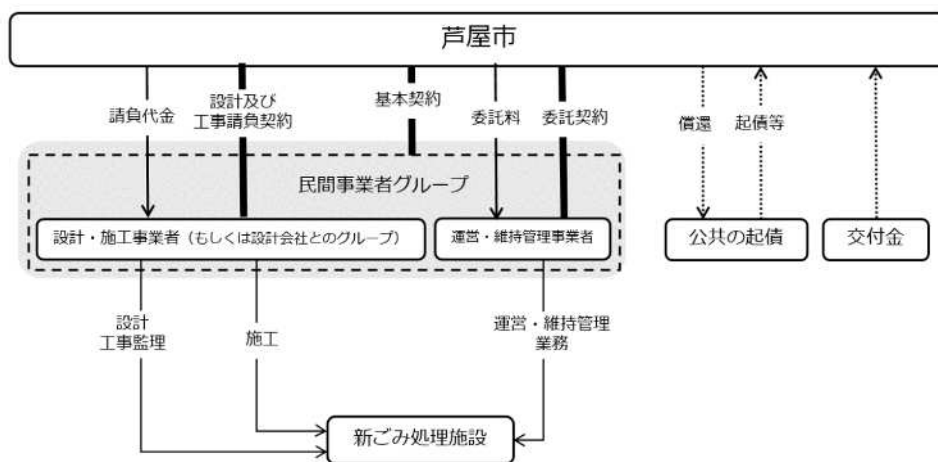 芦屋市
請負代金
設計及び
工事請負契約
基本契約
委託料
委託契約
償還
起債等
民間事業者グループ
設計・施工事業者（もしくは設計会社とのグループ）
運営・維持管理事業者
公共の起債
交付金
設計
工事監理
施工
運営・維持管理
業務
新ごみ処理施設